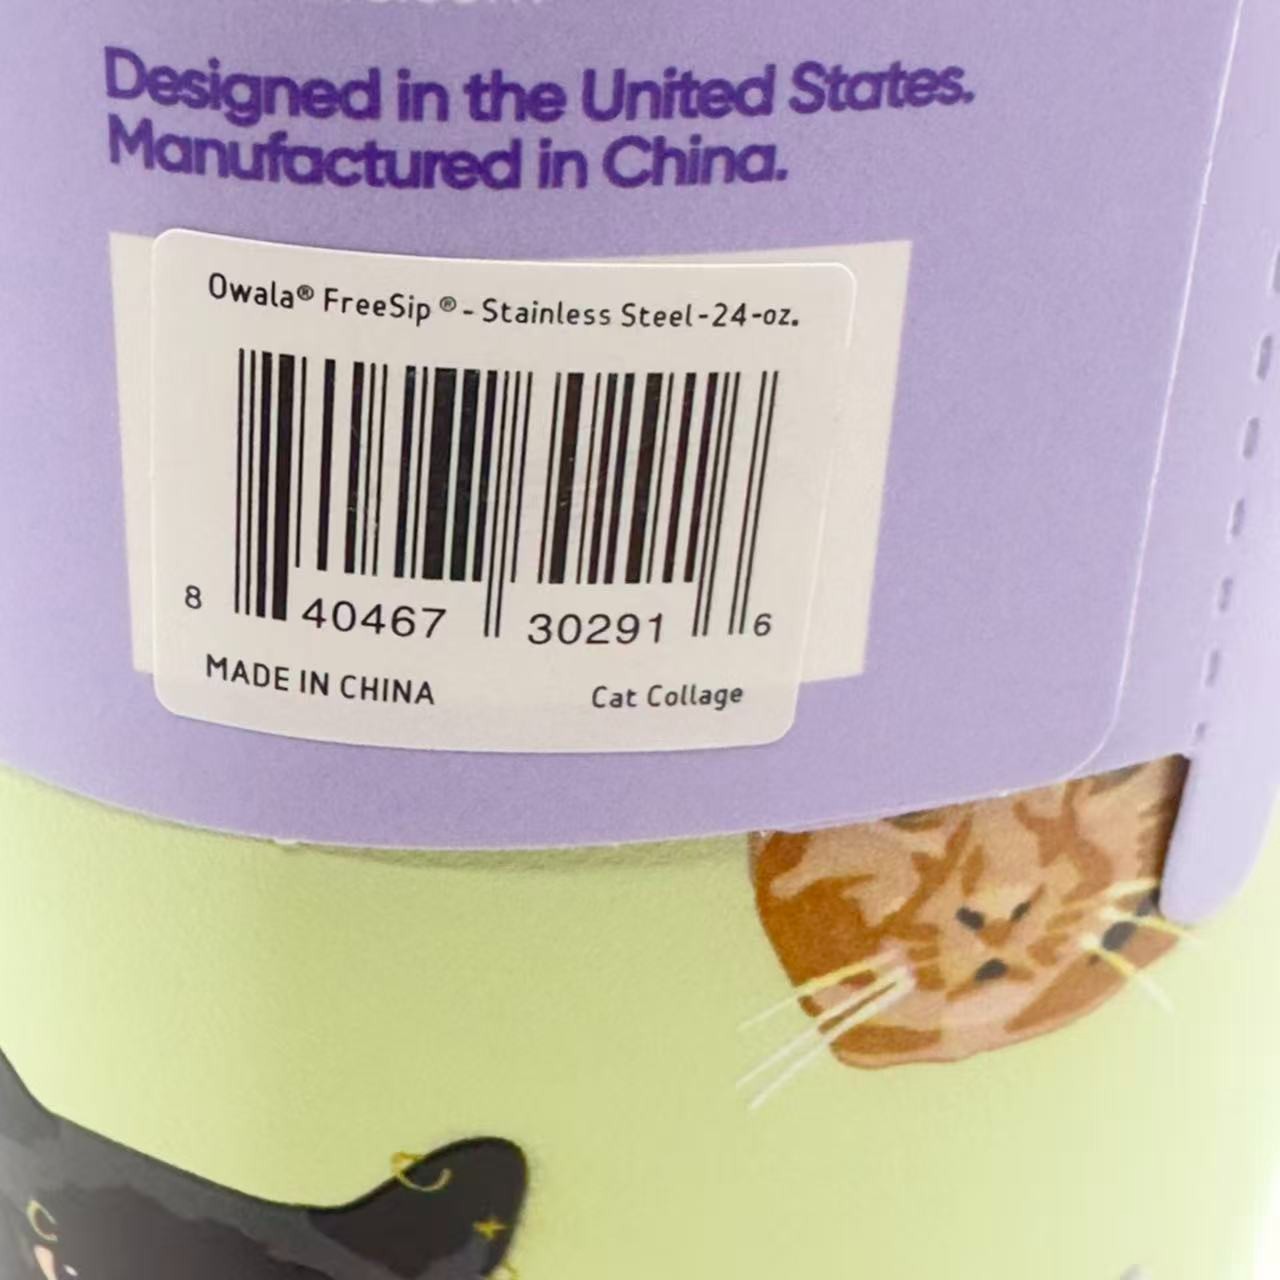 Designed in the United States.
Manufactured in China.
Owala® FreeSip® - Stainless Steel-24-oz.
8 40467 30291 6
MADE IN CHINA
Cat Collage